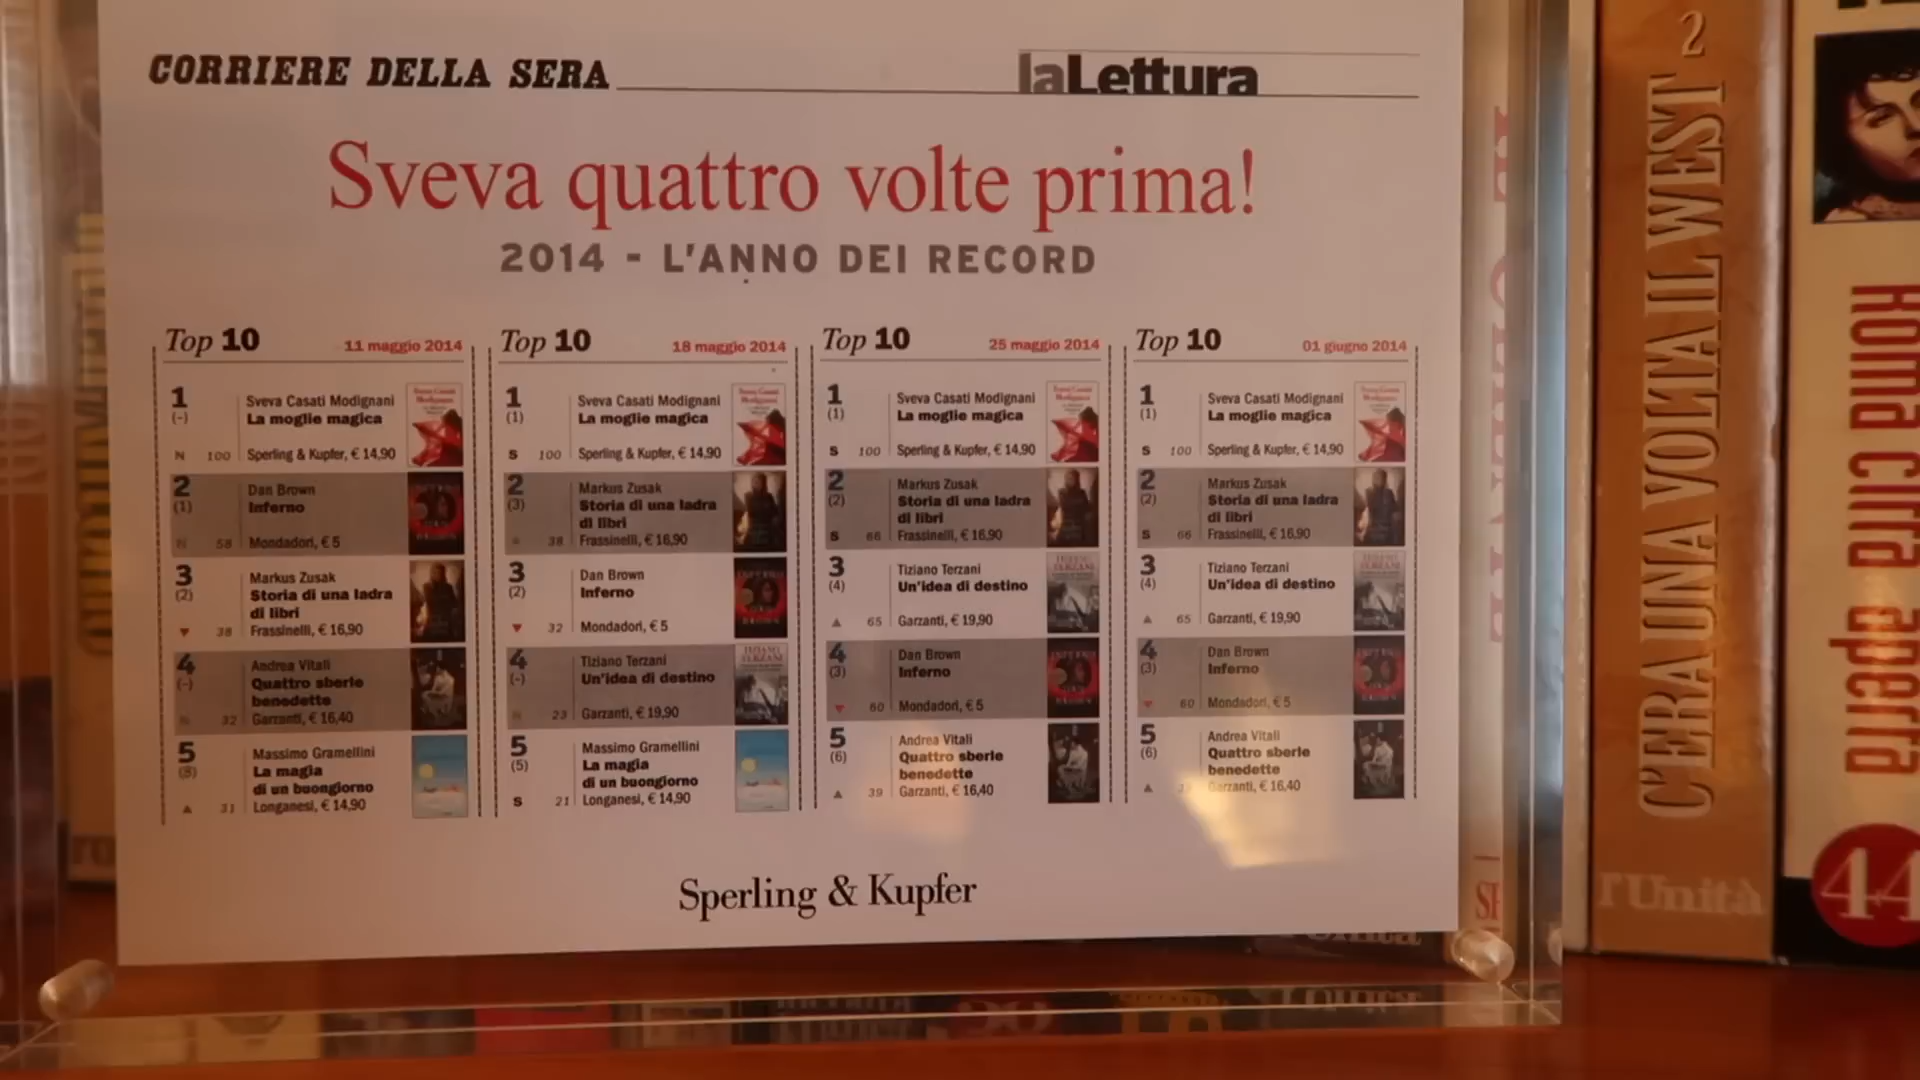 CORRIERE DELLA SERA
laLettura
Sveva quattro volte prima!
2014 - L'ANNO DEI RECORD
Top 10 11 maggio 2014
1 Sveva Casati Modignani
(-) La moglie magica
N 100 Sperling & Kupfer, € 14,90
2 Dan Brown
(1) Inferno
N 58 Mondadori, € 5
3 Markus Zusak
(2) Storia di una ladra
di libri
▼ 38 Frassinelli, € 16,90
4 Andrea Vitali
(-) Quattro sberle
benedette
N 32 Garzanti, € 16,40
5 Massimo Gramellini
(8) La magia
di un buongiorno
▲ 31 Longanesi, € 14,90
Top 10 18 maggio 2014
1 Sveva Casati Modignani
(1) La moglie magica
S 100 Sperling & Kupfer, € 14,90
2 Markus Zusak
(3) Storia di una ladra
di libri
38 Frassinelli, € 16,90
3 Dan Brown
(2) Inferno
▼ 32 Mondadori, € 5
4 Tiziano Terzani
(-) Un'idea di destino
N 23 Garzanti, € 19,90
5 Massimo Gramellini
(5) La magia
di un buongiorno
S 21 Longanesi, € 14,90
Top 10 25 maggio 2014
1 Sveva Casati Modignani
(1) La moglie magica
S 100 Sperling & Kupfer, € 14,90
2 Markus Zusak
(2) Storia di una ladra
di libri
S 66 Frassinelli, € 16,90
3 Tiziano Terzani
(4) Un'idea di destino
▲ 65 Garzanti, € 19,90
4 Dan Brown
(3) Inferno
▼ 60 Mondadori, € 5
5 Andrea Vitali
(6) Quattro sberle
benedette
▲ 39 Garzanti, € 16,40
Top 10 01 giugno 2014
1 Sveva Casati Modignani
(1) La moglie magica
S 100 Sperling & Kupfer, € 14,90
2 Markus Zusak
(2) Storia di una ladra
di libri
S 66 Frassinelli, € 16,90
3 Tiziano Terzani
(4) Un'idea di destino
▲ 65 Garzanti, € 19,90
4 Dan Brown
(3) Inferno
▼ 60 Mondadori, € 5
5 Andrea Vitali
(6) Quattro sberle
benedette
▲ Garzanti, € 16,40
Sperling & Kupfer
C'ERA UNA VOLTA IL WEST 2
l'Unità
Roma città aperta
44